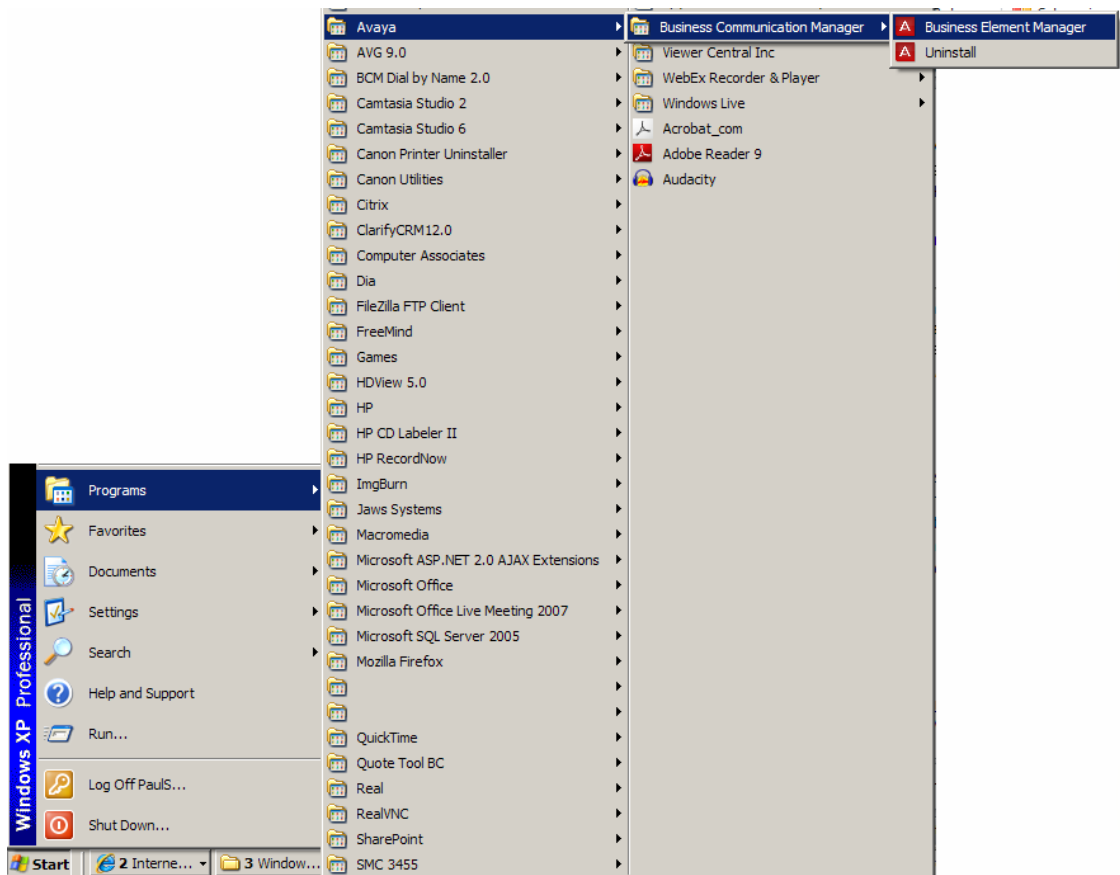 Avaya
AVG 9.0
BCM Dial by Name 2.0
Camtasia Studio 2
Camtasia Studio 6
Canon Printer Uninstaller
Canon Utilities
Citrix
ClarifyCRM12.0
Computer Associates
Dia
FileZilla FTP Client
FreeMind
Games
HDView 5.0
HP
HP CD Labeler II
HP RecordNow
ImgBurn
Jaws Systems
Macromedia
Microsoft ASP.NET 2.0 AJAX Extensions
Microsoft Office
Microsoft Office Live Meeting 2007
Microsoft SQL Server 2005
Mozilla Firefox
QuickTime
Quote Tool BC
Real
RealVNC
SharePoint
SMC 3455
Business Communication Manager
Viewer Central Inc
WebEx Recorder & Player
Windows Live
Acrobat_com
Adobe Reader 9
Audacity
Business Element Manager
Uninstall
Windows XP Professional
Programs
Favorites
Documents
Settings
Search
Help and Support
Run...
Log Off PaulS...
Shut Down...
Start
2 Interne...
3 Window...